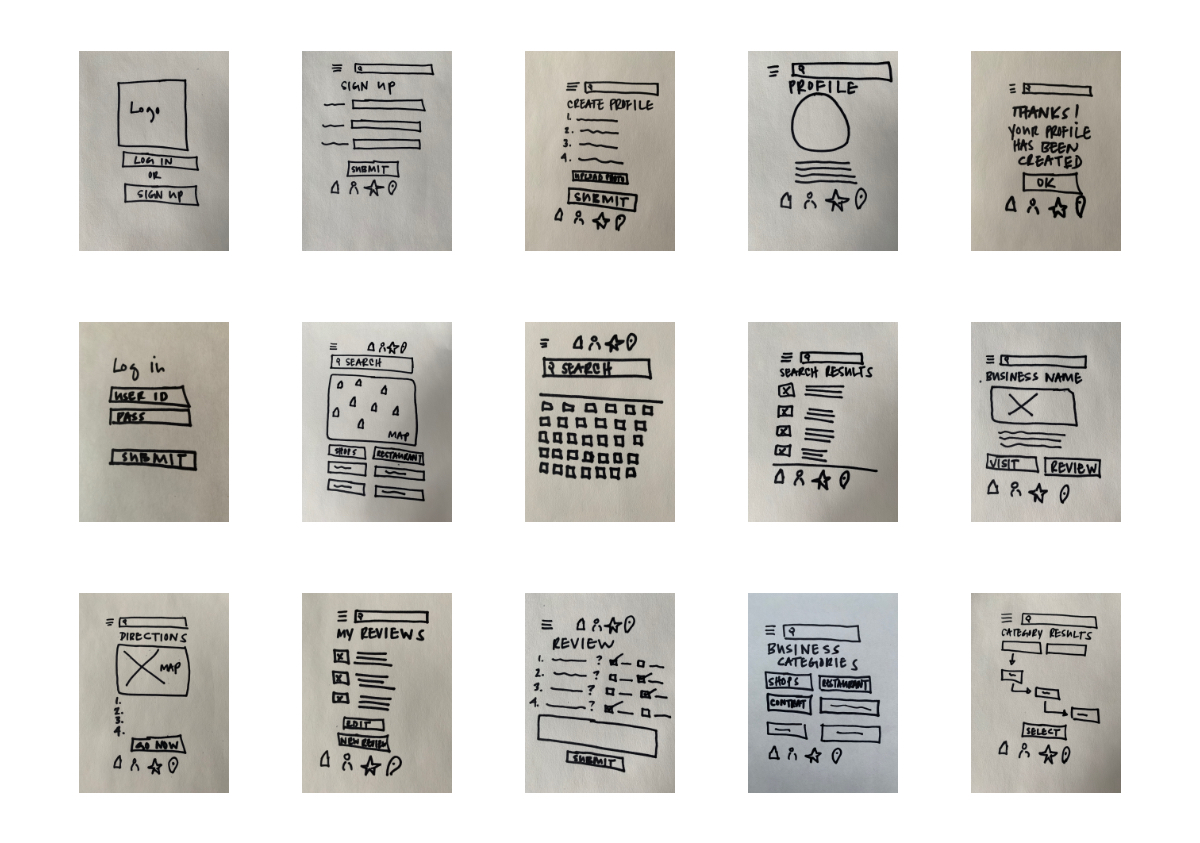 Logo
LOG IN
OR
SIGN UP
SIGN UP
SUBMIT
CREATE PROFILE
1.
2.
3.
4.
UPLOAD PHOTO
SUBMIT
PROFILE
THANKS!
YOUR PROFILE
HAS BEEN
CREATED
OK
Log in
USER ID
PASS
SUBMIT
SEARCH
MAP
SHOPS RESTAURANT
SEARCH
SEARCH RESULTS
BUSINESS NAME
VISIT REVIEW
DIRECTIONS
MAP
1.
2.
3.
4.
GO NOW
MY REVIEWS
EDIT
NEW REVIEW
REVIEW
1. ?
2. ?
3. ?
4. ?
SUBMIT
BUSINESS
CATEGORIES
SHOPS RESTAURANT
CATEGORY RESULTS
SELECT